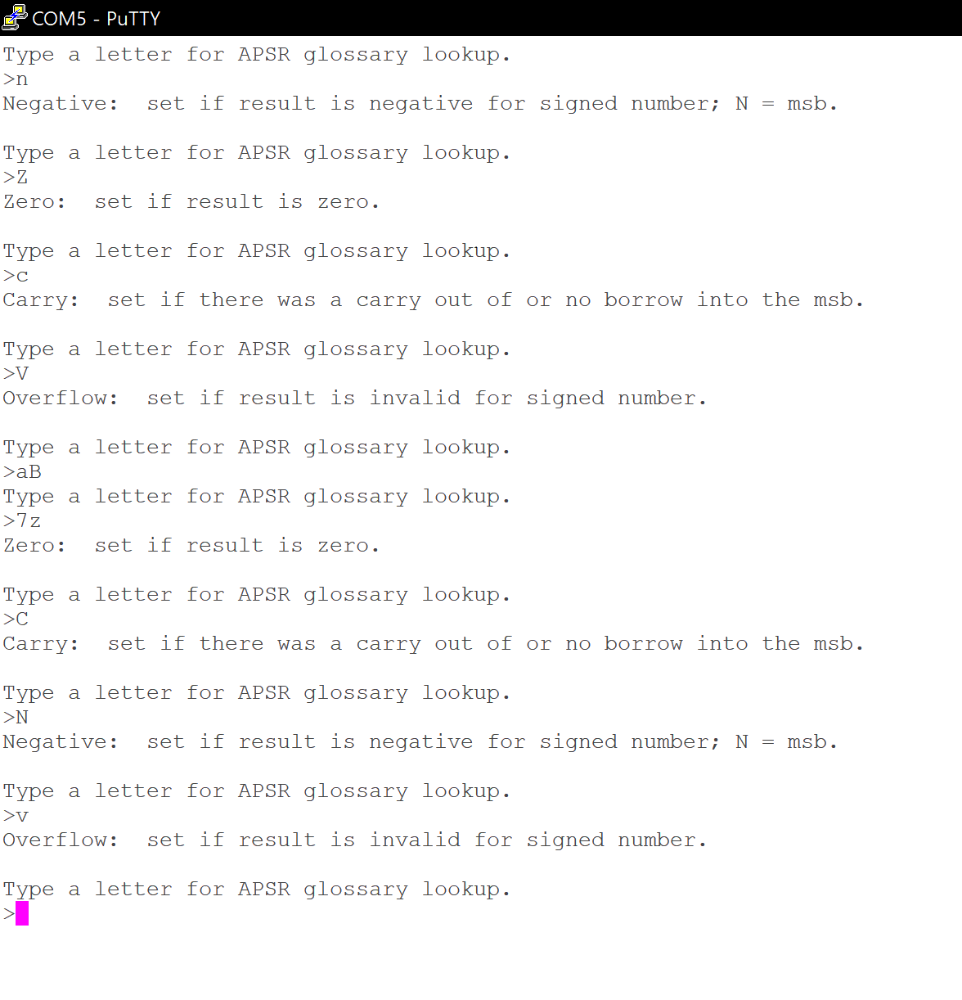 COM5 - PuTTY
Type a letter for APSR glossary lookup.
>n
Negative:  set if result is negative for signed number; N = msb.
Type a letter for APSR glossary lookup.
>Z
Zero:  set if result is zero.
Type a letter for APSR glossary lookup.
>c
Carry:  set if there was a carry out of or no borrow into the msb.
Type a letter for APSR glossary lookup.
>V
Overflow:  set if result is invalid for signed number.
Type a letter for APSR glossary lookup.
>aB
Type a letter for APSR glossary lookup.
>7z
Zero:  set if result is zero.
Type a letter for APSR glossary lookup.
>C
Carry:  set if there was a carry out of or no borrow into the msb.
Type a letter for APSR glossary lookup.
>N
Negative:  set if result is negative for signed number; N = msb.
Type a letter for APSR glossary lookup.
>v
Overflow:  set if result is invalid for signed number.
Type a letter for APSR glossary lookup.
>